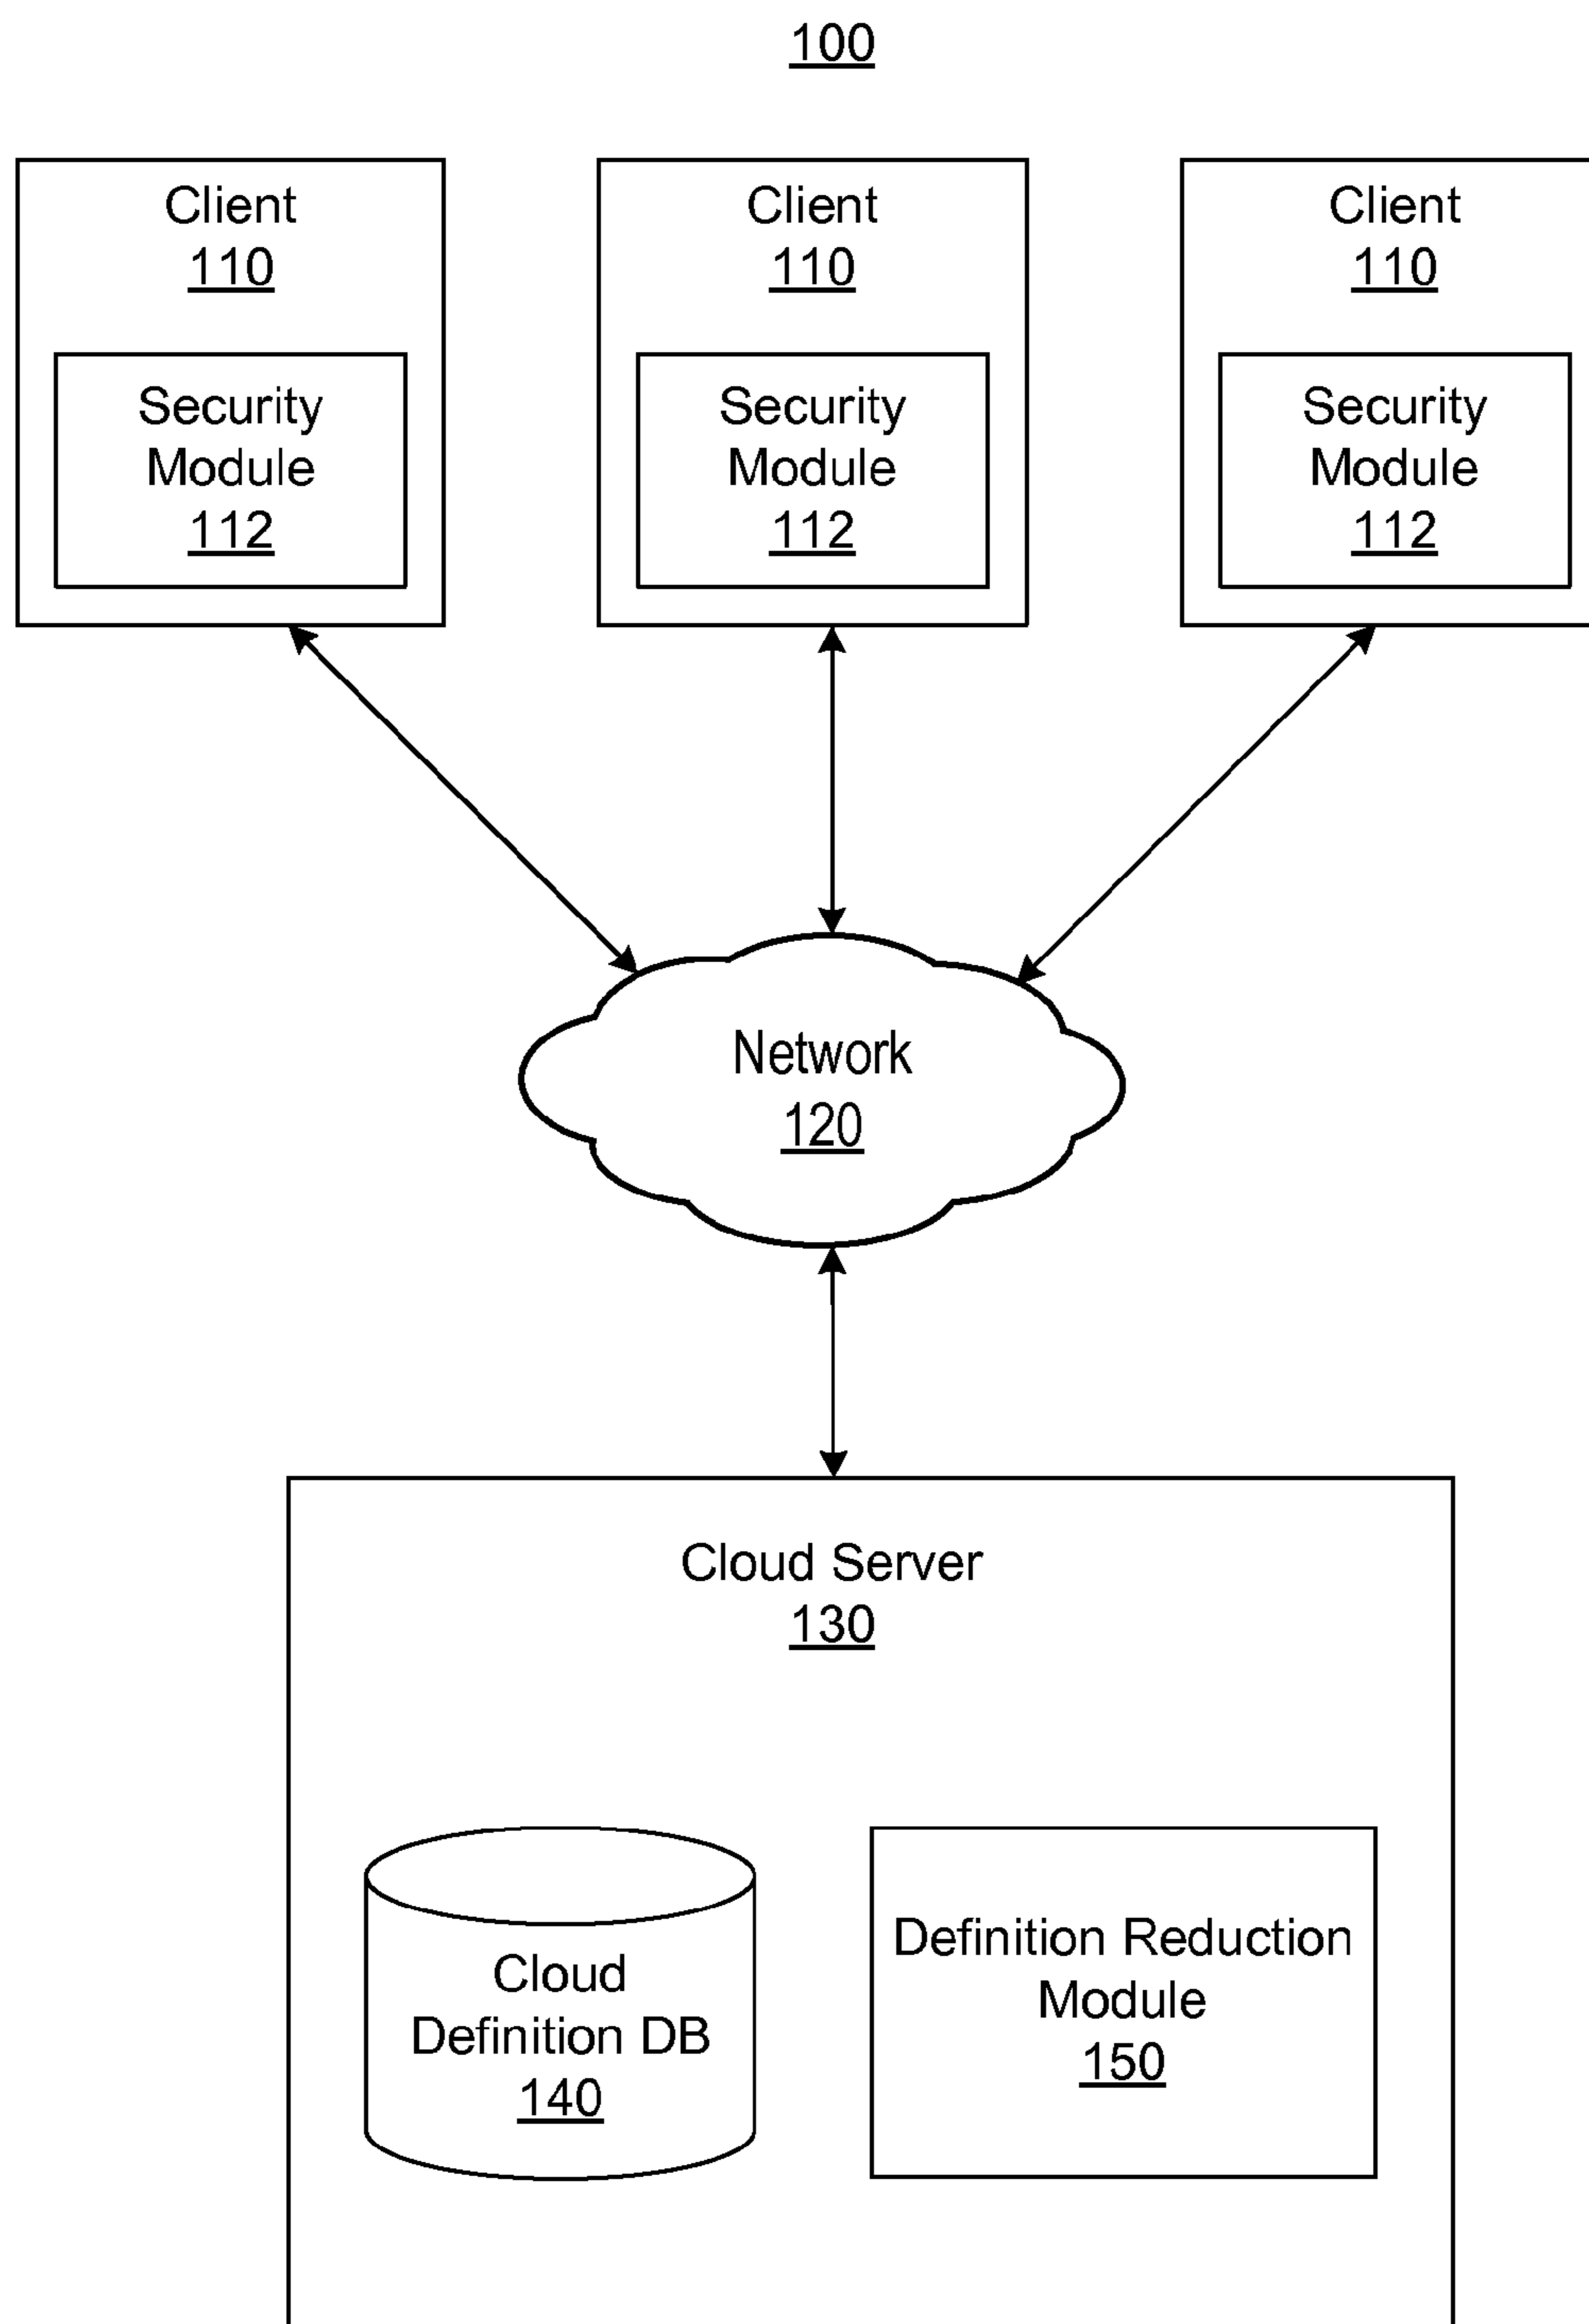 100
Client
110
Security
Module
112
Client
110
Security
Module
112
Client
110
Security
Module
112
Network
120
Cloud Server
130
Cloud
Definition DB
140
Definition Reduction
Module
150